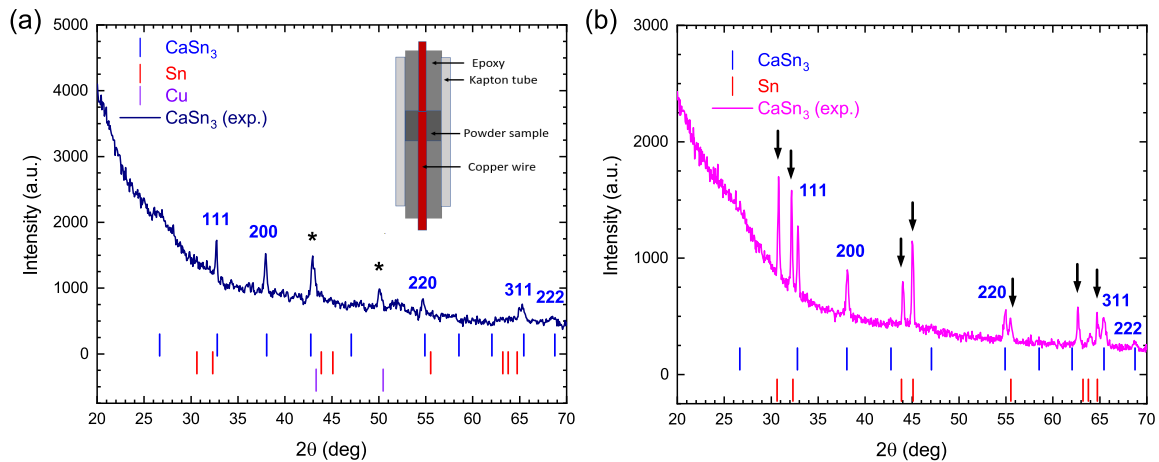 (a)
5000
4000
3000
2000
1000
0
Intensity (a.u.)
CaSn3
Sn
Cu
CaSn3 (exp.)
Epoxy
Kapton tube
Powder sample
Copper wire
111
200
*
*
220
311
222
20 25 30 35 40 45 50 55 60 65 70
2θ (deg)
(b)
3000
2000
1000
0
Intensity (a.u.)
CaSn3
Sn
CaSn3 (exp.)
111
200
220
311
222
20 25 30 35 40 45 50 55 60 65 70
2θ (deg)